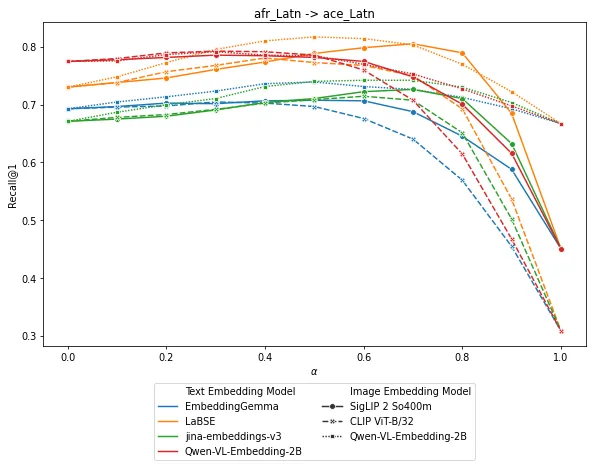 afr_Latn -> ace_Latn
Recall@1
0.8
0.7
0.6
0.5
0.4
0.3
0.0 0.2 0.4 0.6 0.8 1.0
α
Text Embedding Model Image Embedding Model
EmbeddingGemma SigLIP 2 So400m
LaBSE CLIP ViT-B/32
jina-embeddings-v3 Qwen-VL-Embedding-2B
Qwen-VL-Embedding-2B